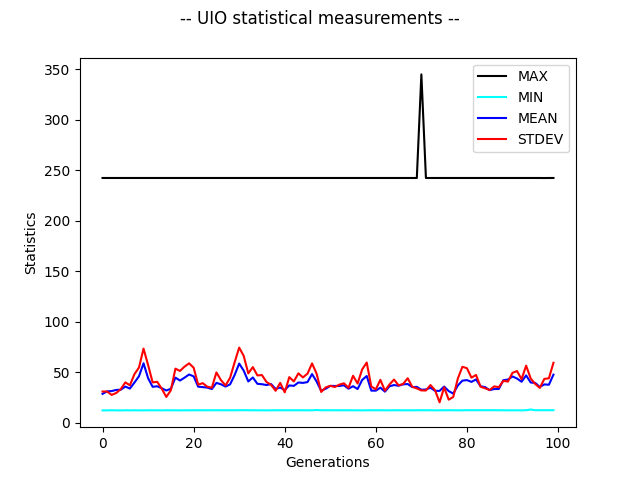 -- UIO statistical measurements --
350
300
250
200
150
100
50
0
Statistics
MAX
MIN
MEAN
STDEV
0 20 40 60 80 100
Generations